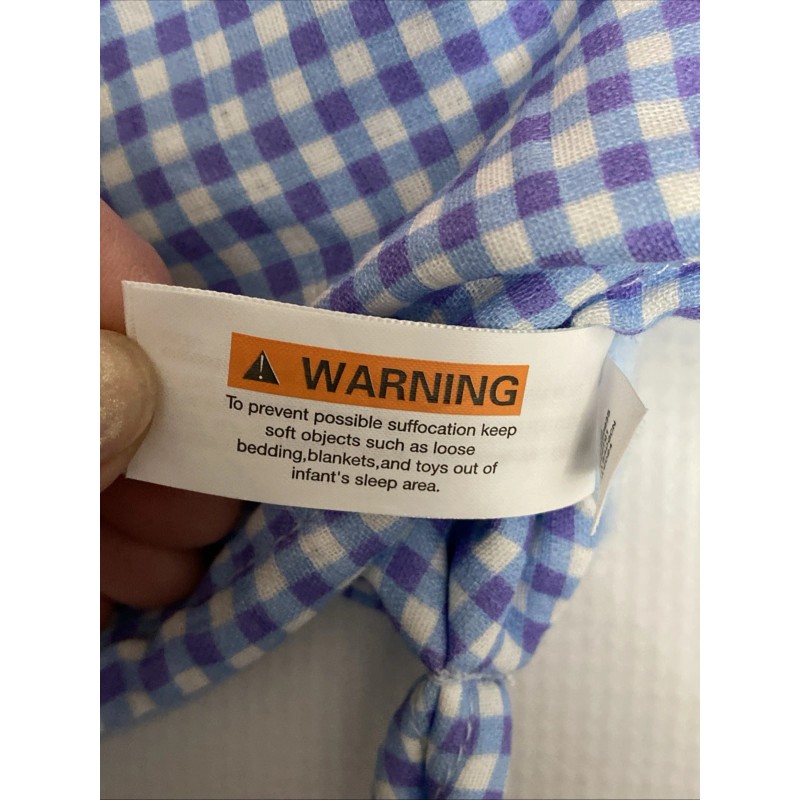 WARNING
To prevent possible suffocation keep
soft objects such as loose
bedding,blankets,and toys out of
infant's sleep area.